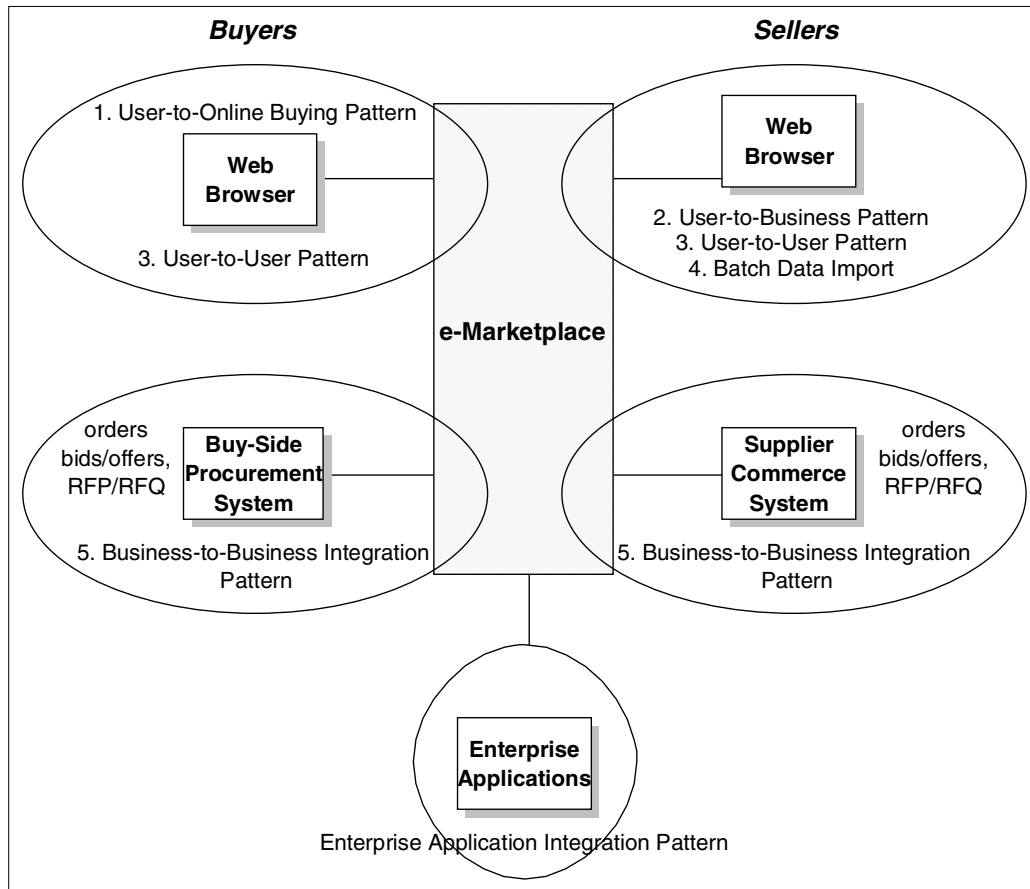 Buyers
Sellers
1. User-to-Online Buying Pattern
Web
Browser
3. User-to-User Pattern
Web
Browser
2. User-to-Business Pattern
3. User-to-User Pattern
4. Batch Data Import
e-Marketplace
orders
bids/offers,
RFP/RFQ
Buy-Side
Procurement
System
5. Business-to-Business Integration
Pattern
Supplier
Commerce
System
orders
bids/offers,
RFP/RFQ
5. Business-to-Business Integration
Pattern
Enterprise
Applications
Enterprise Application Integration Pattern